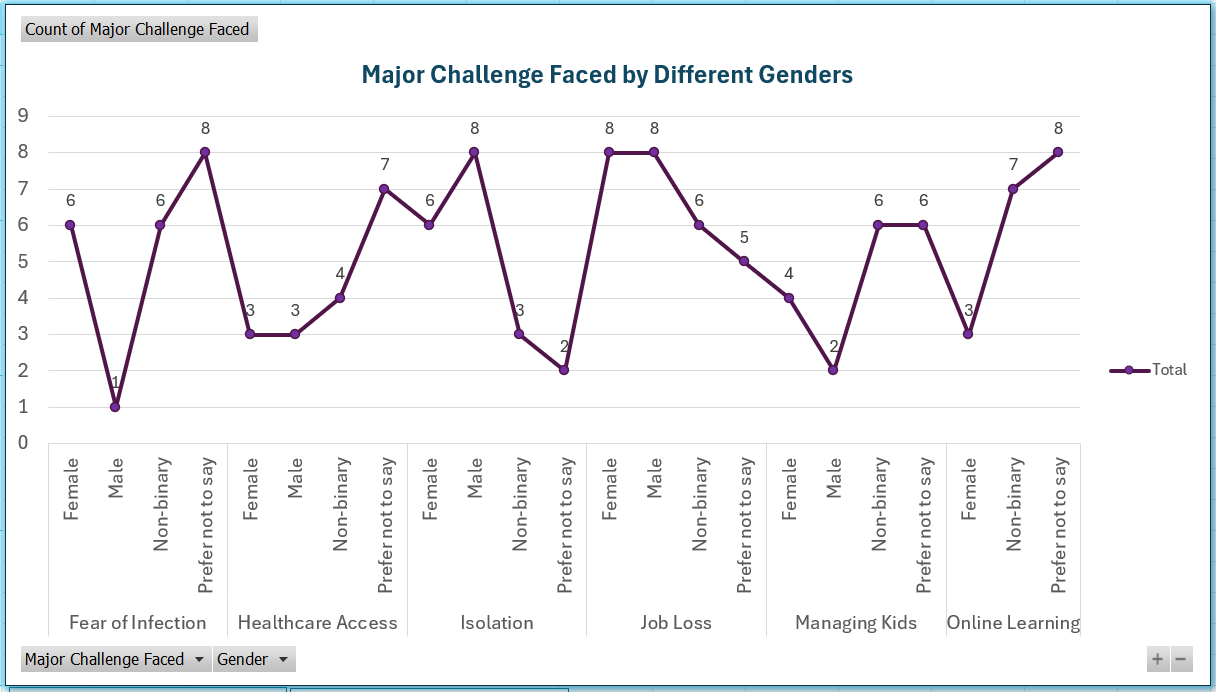 Count of Major Challenge Faced
Major Challenge Faced by Different Genders
9
8
7
6
5
4
3
2
1
0
6
1
6
8
3
3
4
7
6
8
3
2
8
8
6
5
4
2
6
6
3
7
8
Total
Female
Male
Non-binary
Prefer not to say
Female
Male
Non-binary
Prefer not to say
Female
Male
Non-binary
Prefer not to say
Female
Male
Non-binary
Prefer not to say
Female
Male
Non-binary
Prefer not to say
Female
Non-binary
Prefer not to say
Fear of Infection
Healthcare Access
Isolation
Job Loss
Managing Kids
Online Learning
Major Challenge Faced
Gender
+
−